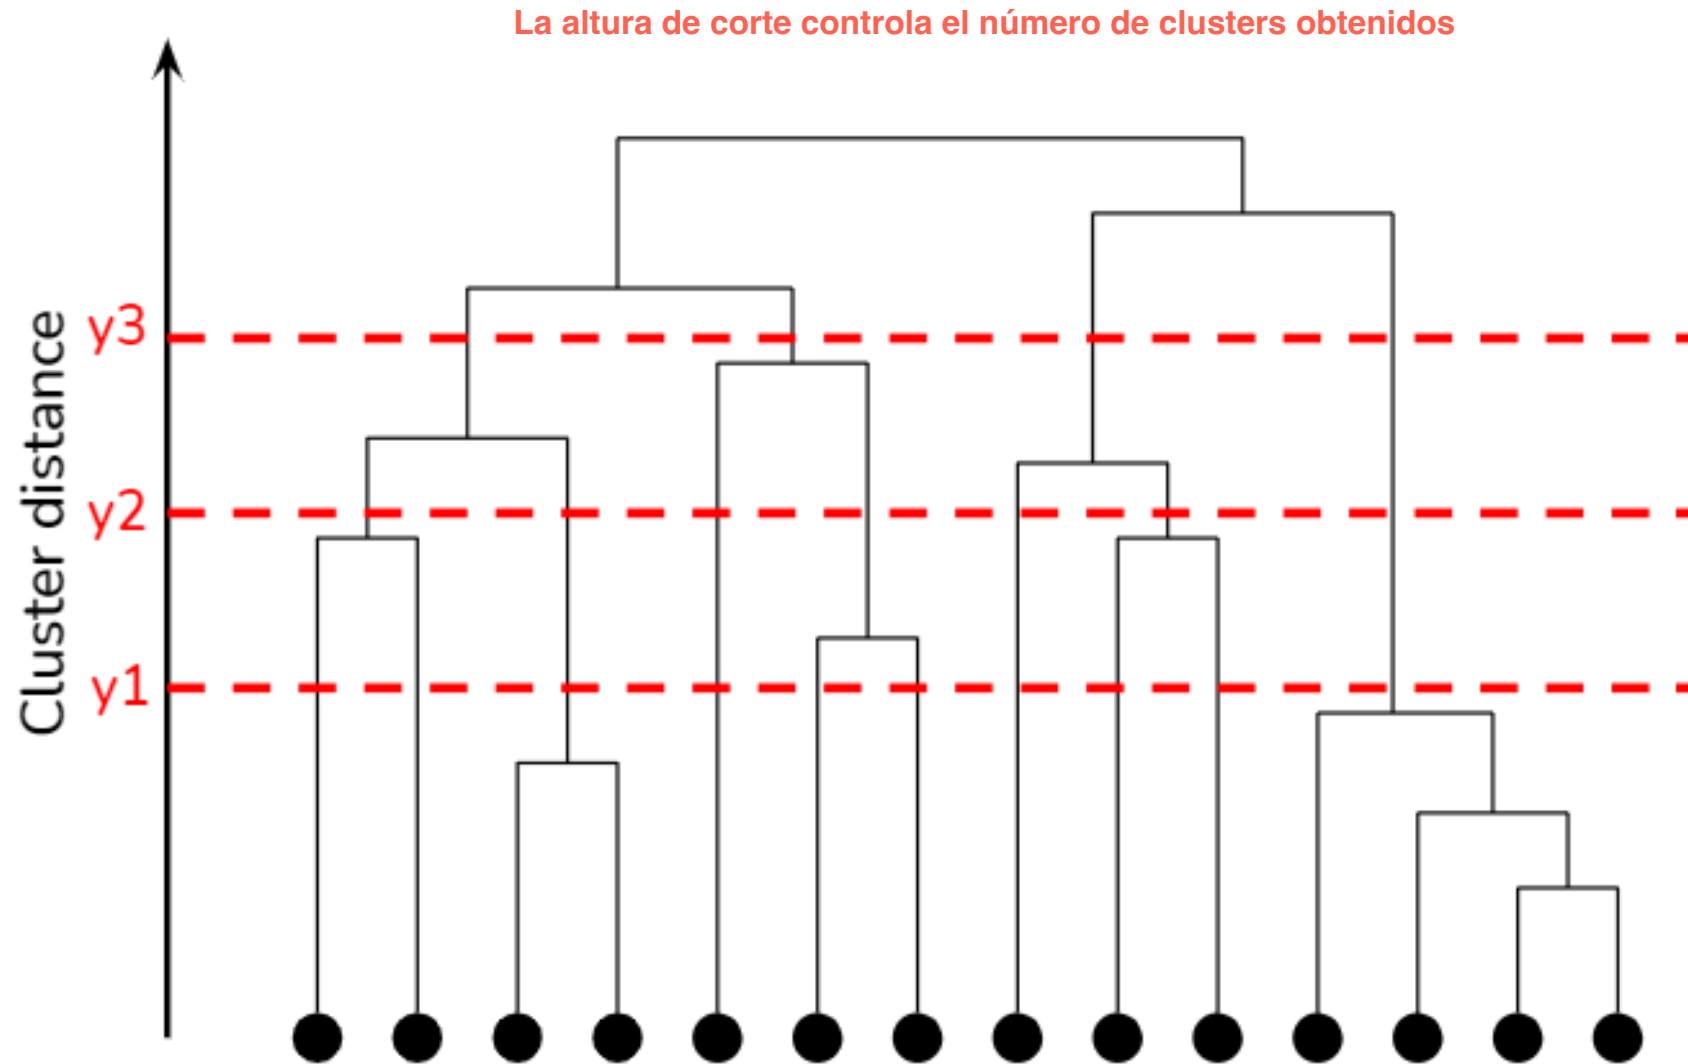 La altura de corte controla el número de clusters obtenidos
Cluster distance
y3
y2
y1